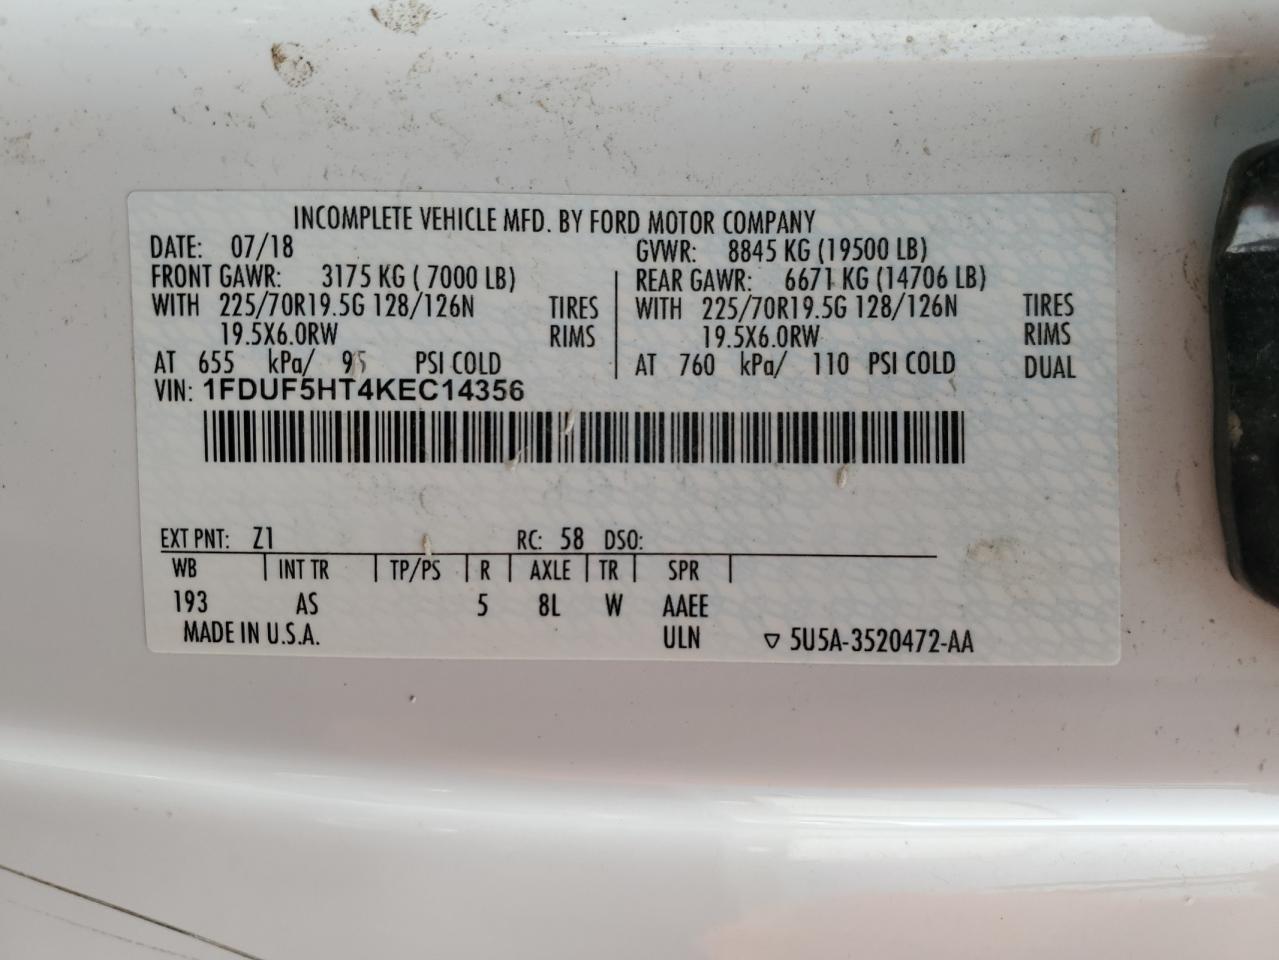 INCOMPLETE VEHICLE MFD. BY FORD MOTOR COMPANY
DATE: 07/18 GVWR: 8845 KG (19500 LB)
FRONT GAWR: 3175 KG ( 7000 LB) REAR GAWR: 6671 KG (14706 LB)
WITH 225/70R19.5G 128/126N TIRES WITH 225/70R19.5G 128/126N TIRES
19.5X6.0RW RIMS 19.5X6.0RW RIMS
AT 655 kPa/ 95 PSI COLD AT 760 kPa/ 110 PSI COLD DUAL
VIN: 1FDUF5HT4KEC14356
EXT PNT: Z1 RC: 58 DSO:
WB INT TR TP/PS R AXLE TR SPR
193 AS 5 8L W AAEE
MADE IN U.S.A. ULN ▽ 5U5A-3520472-AA